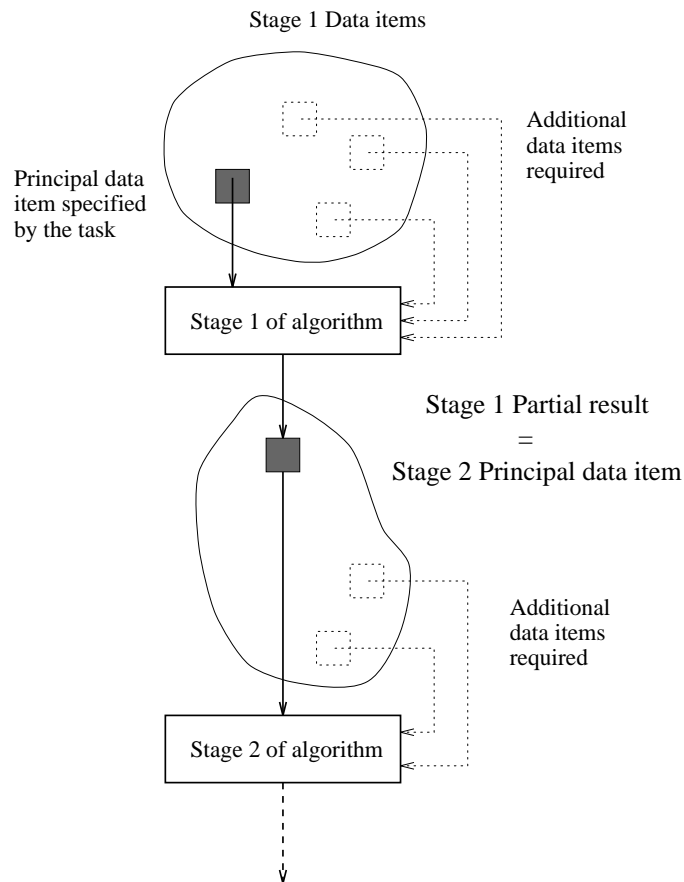 Stage 1 Data items
Additional
data items
required
Principal data
item specified
by the task
Stage 1 of algorithm
Stage 1 Partial result
=
Stage 2 Principal data item
Additional
data items
required
Stage 2 of algorithm